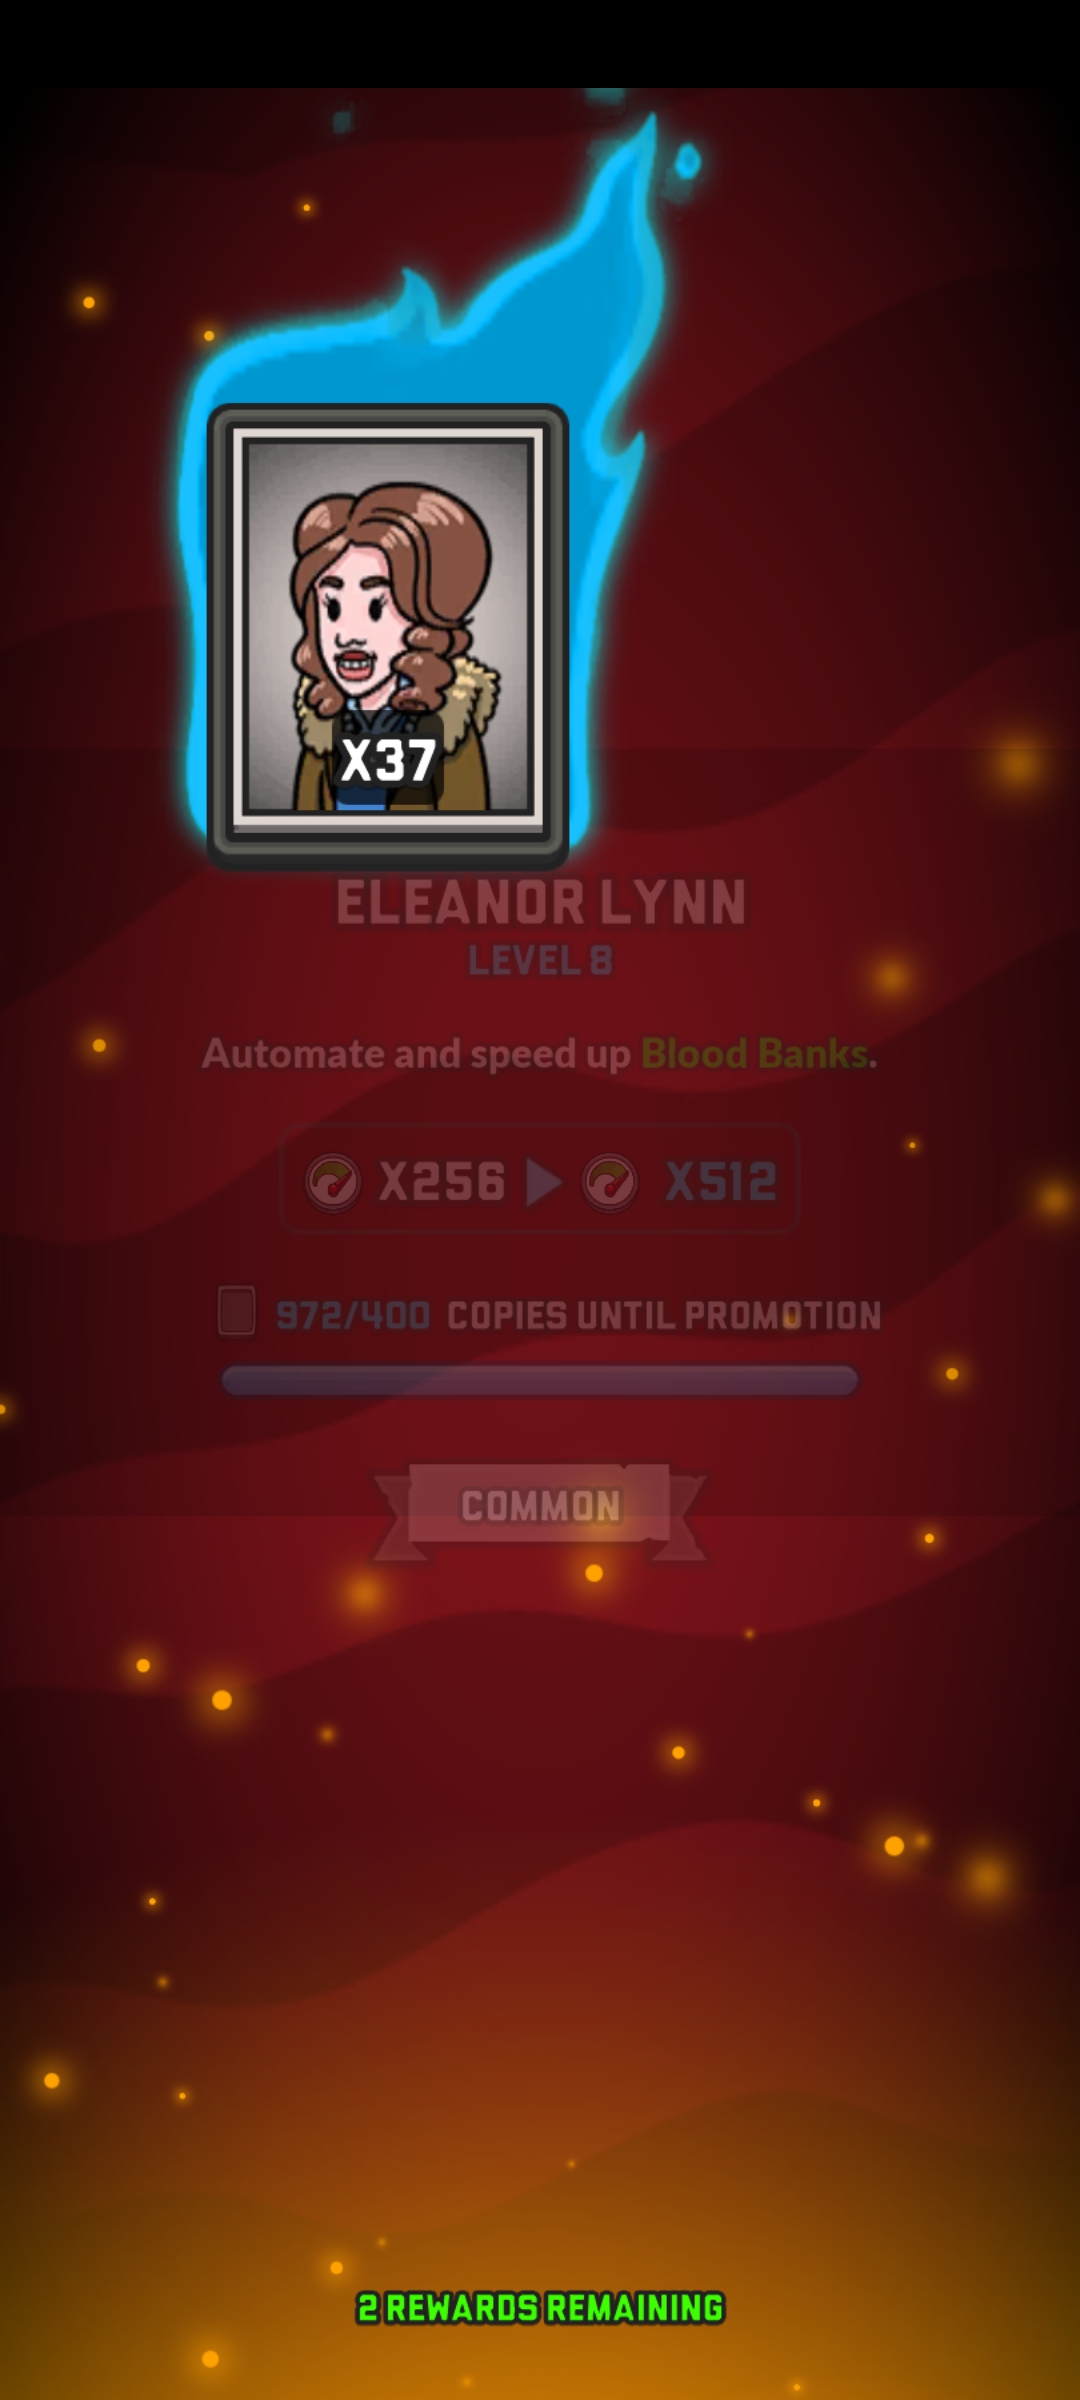 X37
ELEANOR LYNN
LEVEL 8
Automate and speed up Blood Banks.
X256 X512
972/400 COPIES UNTIL PROMOTION
COMMON
2 REWARDS REMAINING